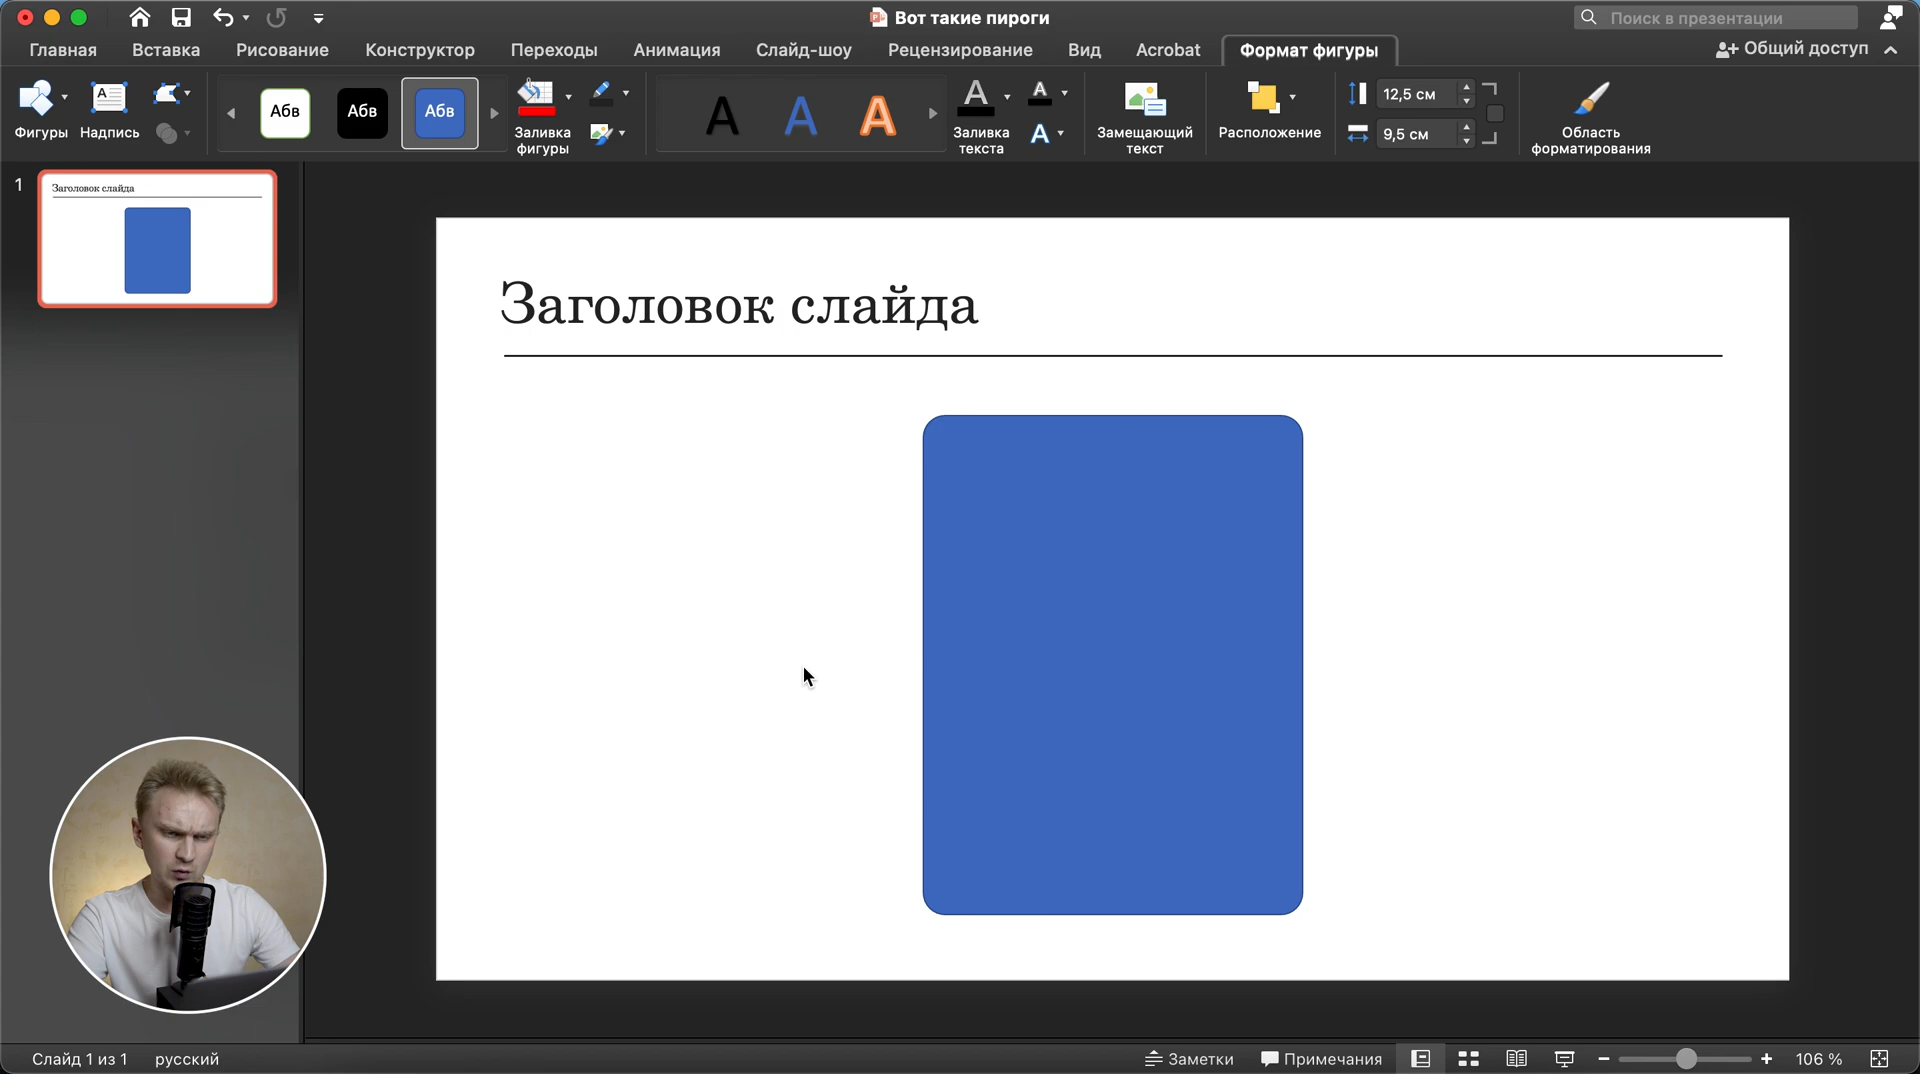 Вот такие пироги
Поиск в презентации
Главная Вставка Рисование Конструктор Переходы Анимация Слайд-шоу Рецензирование Вид Acrobat Формат фигуры Общий доступ
Фигуры
A
Надпись
Абв Абв Абв
Заливка фигуры
A A A
A
Заливка текста
A
A
Замещающий текст
Расположение
12,5 см
9,5 см
Область форматирования
1
Заголовок слайда
Заголовок слайда
Слайд 1 из 1 русский Заметки Примечания 106 %